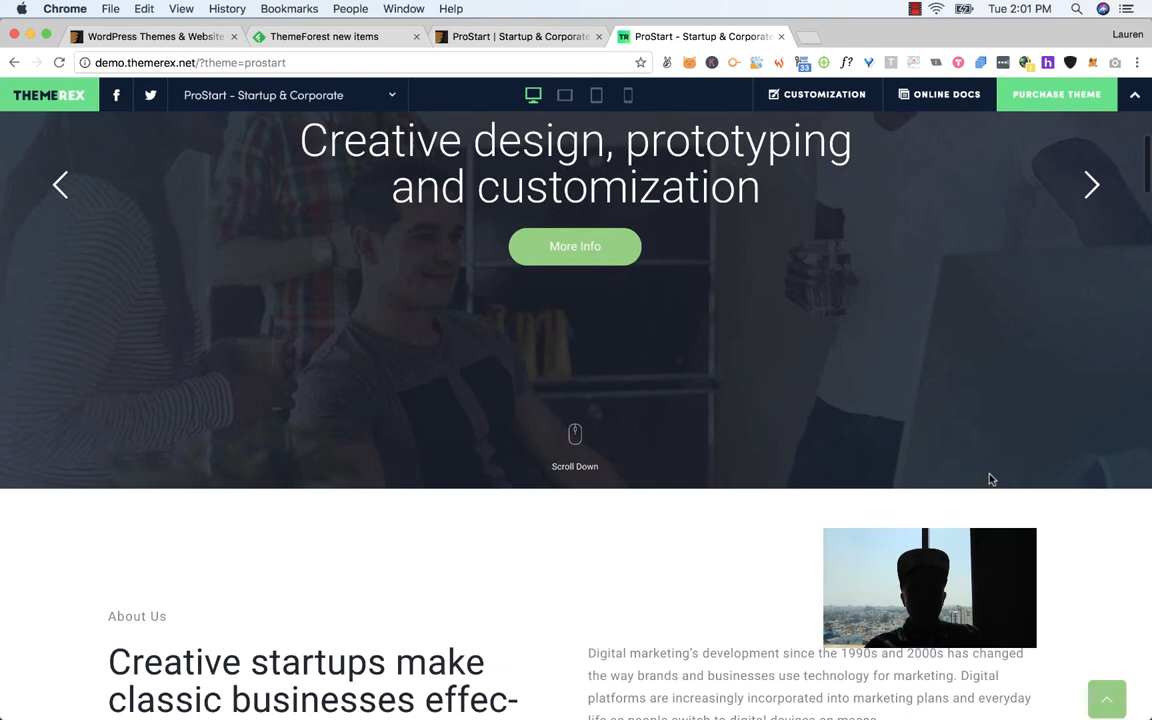 Chrome File Edit View History Bookmarks People Window Help Tue 2:01 PM
WordPress Themes & Website ThemeForest new items ProStart | Startup & Corporate TR ProStart - Startup & Corporate Lauren
demo.themerex.net/?theme=prostart 33
THEMEREX ProStart - Startup & Corporate CUSTOMIZATION ONLINE DOCS PURCHASE THEME
Creative design, prototyping
and customization
More Info
Scroll Down
About Us
Creative startups make
classic businesses effec-
Digital marketing's development since the 1990s and 2000s has changed
the way brands and businesses use technology for marketing. Digital
platforms are increasingly incorporated into marketing plans and everyday
life as people switch to digital devices en masse